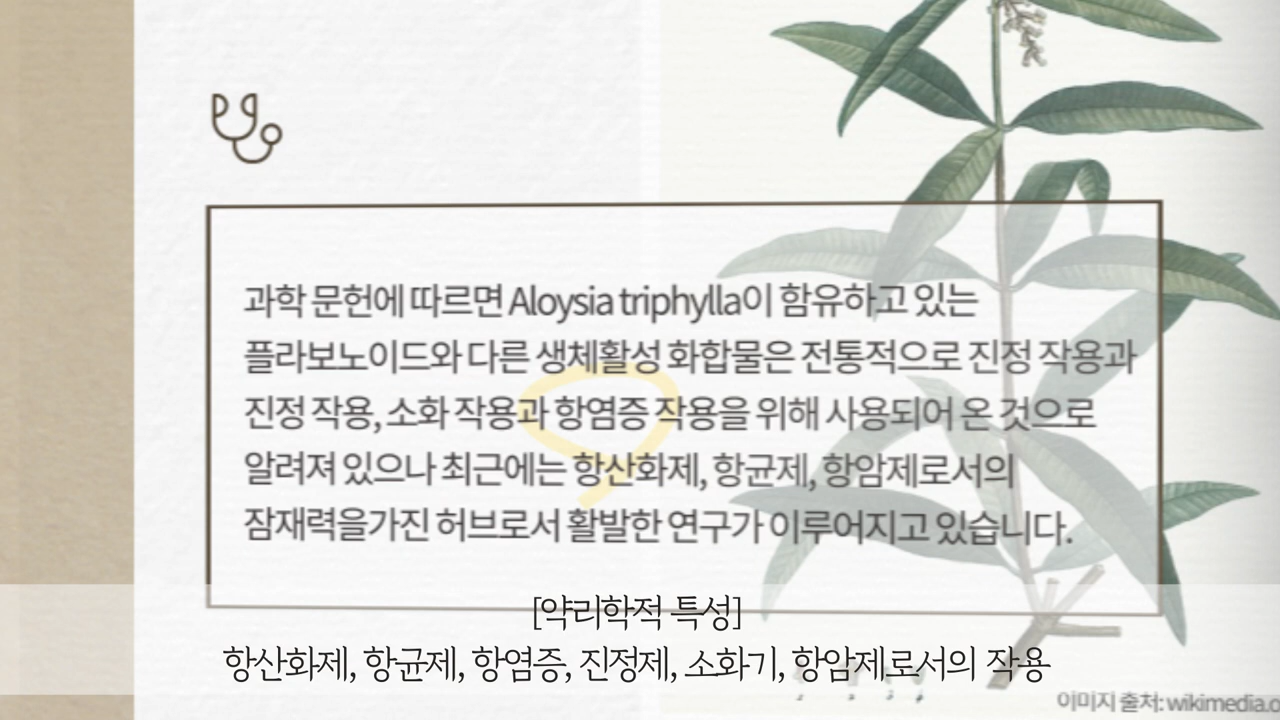 과학 문헌에 따르면 Aloysia triphylla이 함유하고 있는
플라보노이드와 다른 생체활성 화합물은 전통적으로 진정 작용과
진정 작용, 소화 작용과 항염증 작용을 위해 사용되어 온 것으로
알려져 있으나 최근에는 항산화제, 항균제, 항암제로서의
잠재력을가진 허브로서 활발한 연구가 이루어지고 있습니다.
[약리학적 특성]
항산화제, 항균제, 항염증, 진정제, 소화기, 항암제로서의 작용
이미지 출처: wikimedia.o